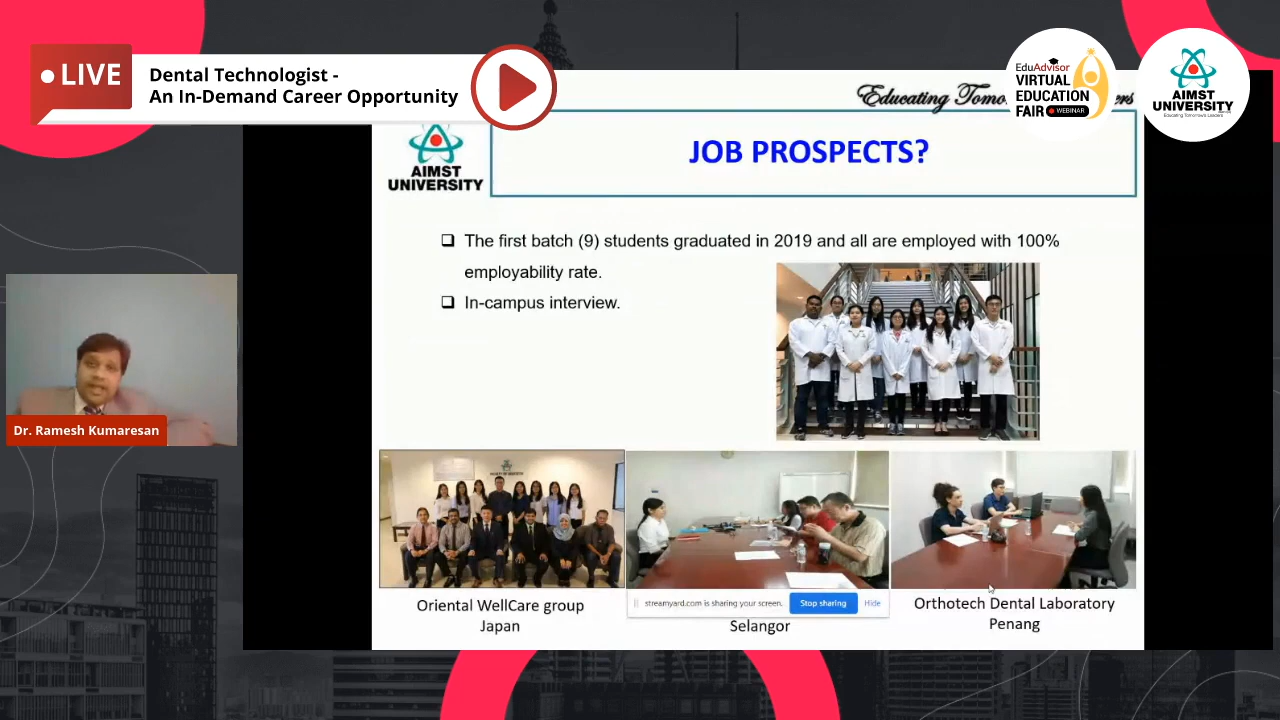 LIVE
Dental Technologist -
An In-Demand Career Opportunity
EduAdvisor
VIRTUAL
EDUCATION
FAIR WEBINAR
AIMST
UNIVERSITY
Educating Tomorrow's Leaders
Educating
AIMST
UNIVERSITY
JOB PROSPECTS?
The first batch (9) students graduated in 2019 and all are employed with 100%
employability rate.
In-campus interview.
Dr. Ramesh Kumaresan
Oriental WellCare group
Japan
streamyard.com is sharing your screen.
Stop sharing
Hide
Selangor
Orthotech Dental Laboratory
Penang